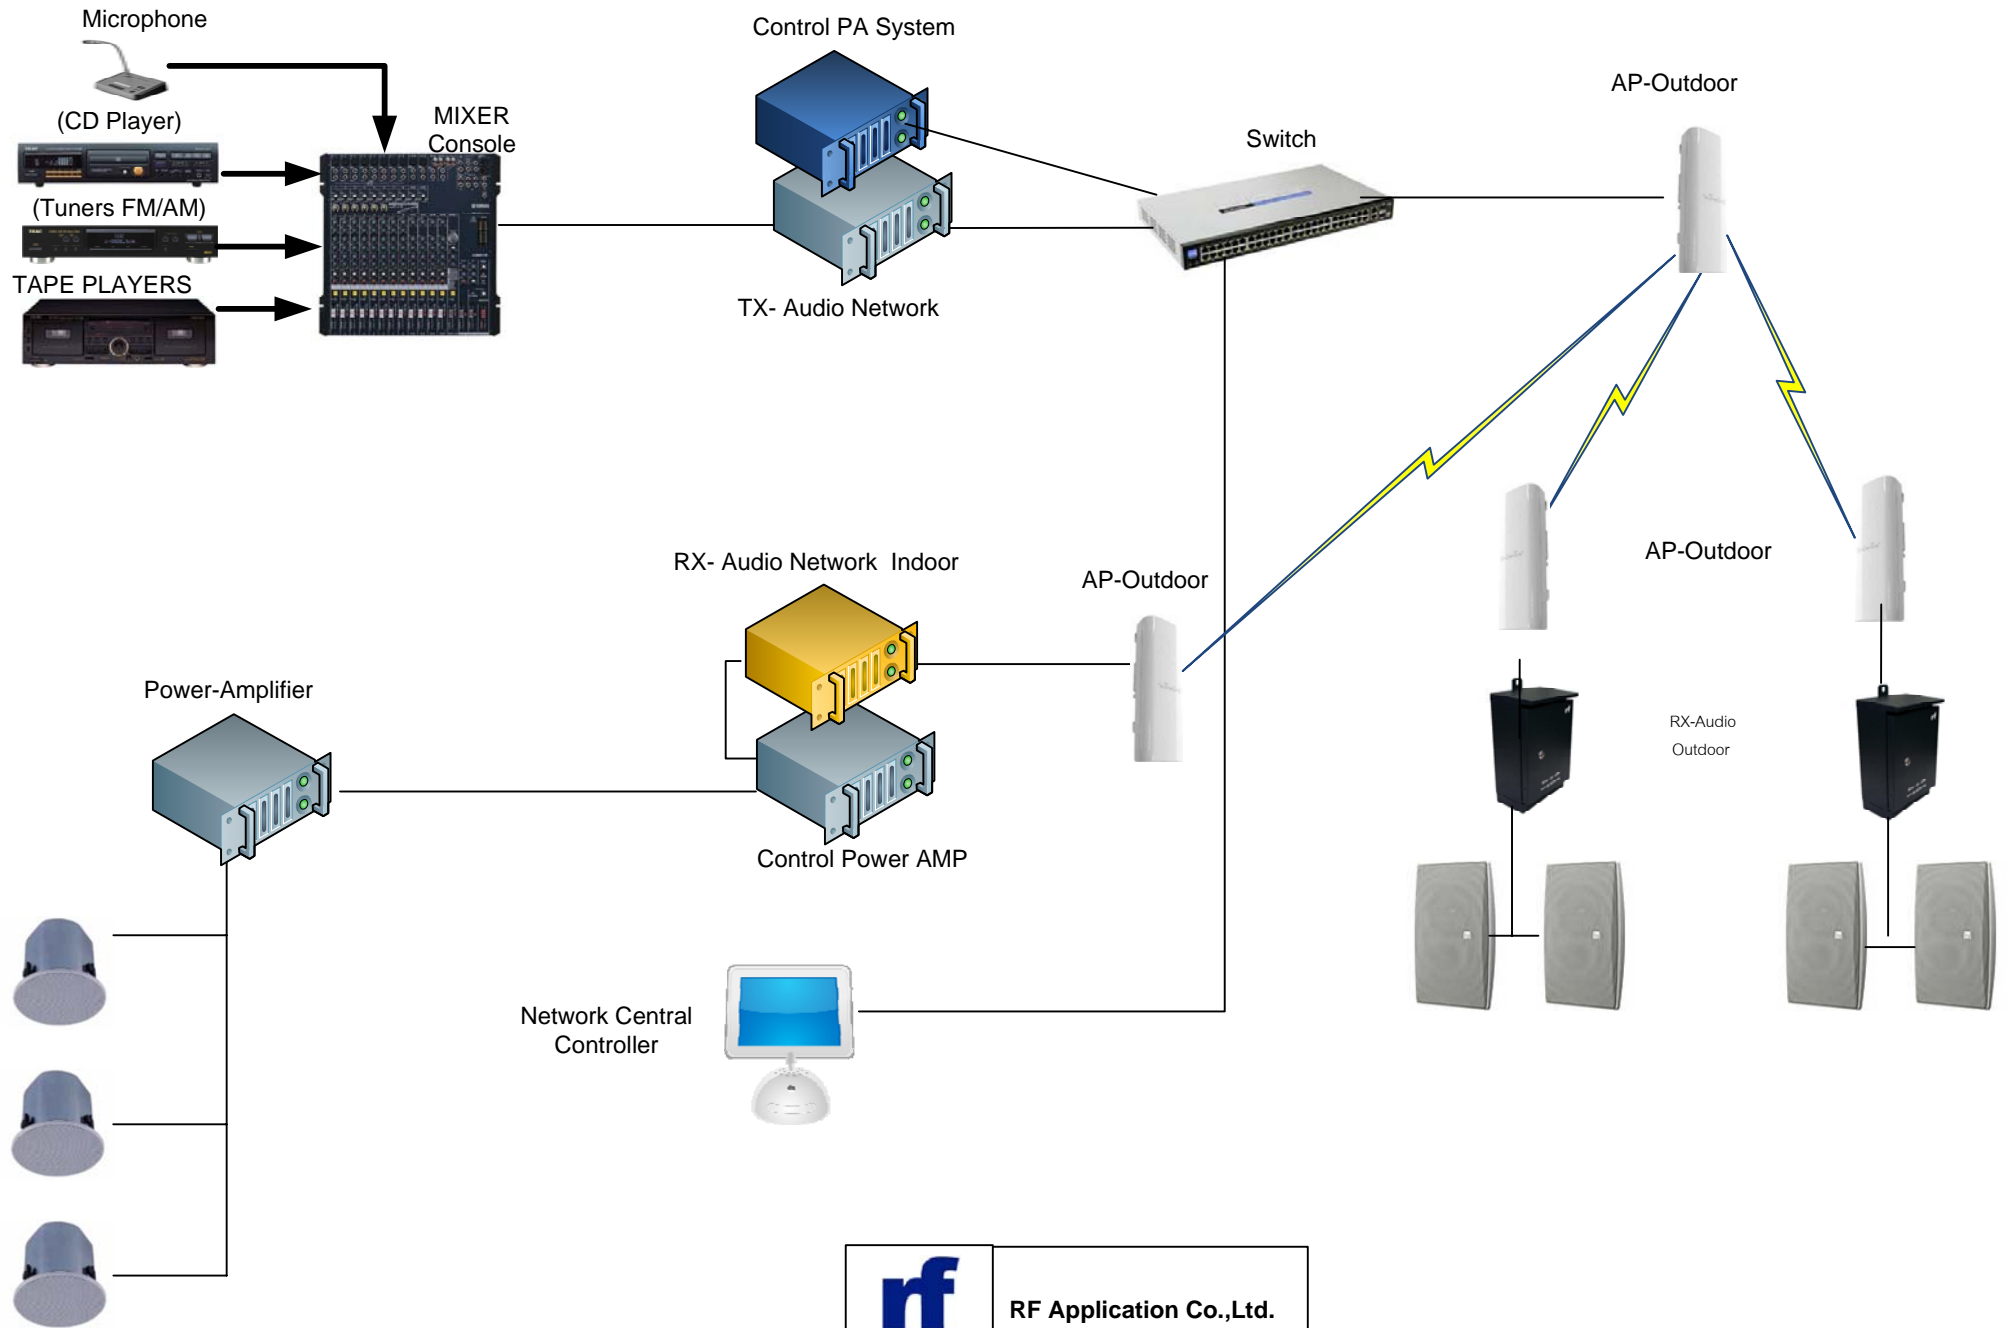 Microphone
(CD Player)
(Tuners FM/AM)
TAPE PLAYERS
MIXER
Console
Control PA System
TX- Audio Network
Switch
AP-Outdoor
RX- Audio Network  Indoor
AP-Outdoor
AP-Outdoor
Power-Amplifier
RX-Audio
Outdoor
Control Power AMP
Network Central
Controller
rf
RF Application Co.,Ltd.